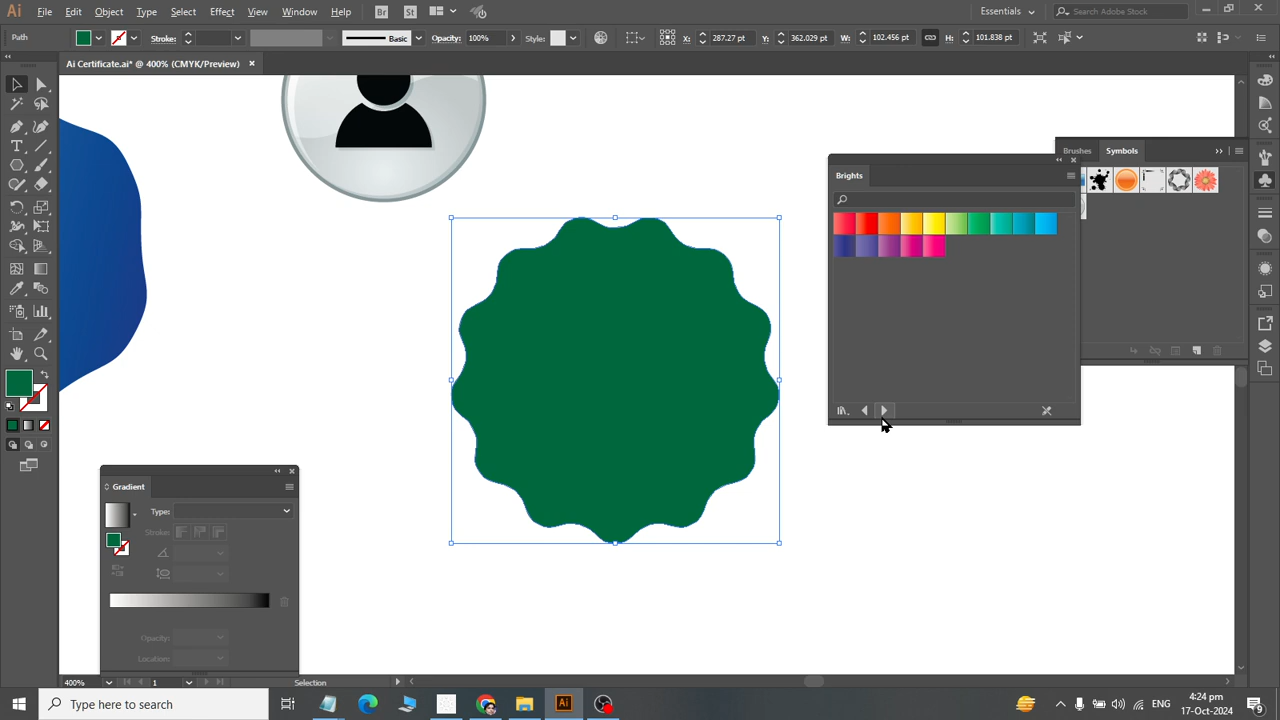 Ai File Edit Object Type Select Effect View Window Help Br St Essentials Search Adobe Stock
Path Stroke: Basic Opacity: 100% Style: X: 287.27 pt Y: 362.029 pt W: 102.456 pt H: 101.838 pt
Ai Certificate.ai* @ 400% (CMYK/Preview)
Brushes Symbols
Brights
Gradient
Type:
Stroke:
Opacity:
Location:
400% 1 Selection
Type here to search
Ai
ENG
4:24 pm
17-Oct-2024
9